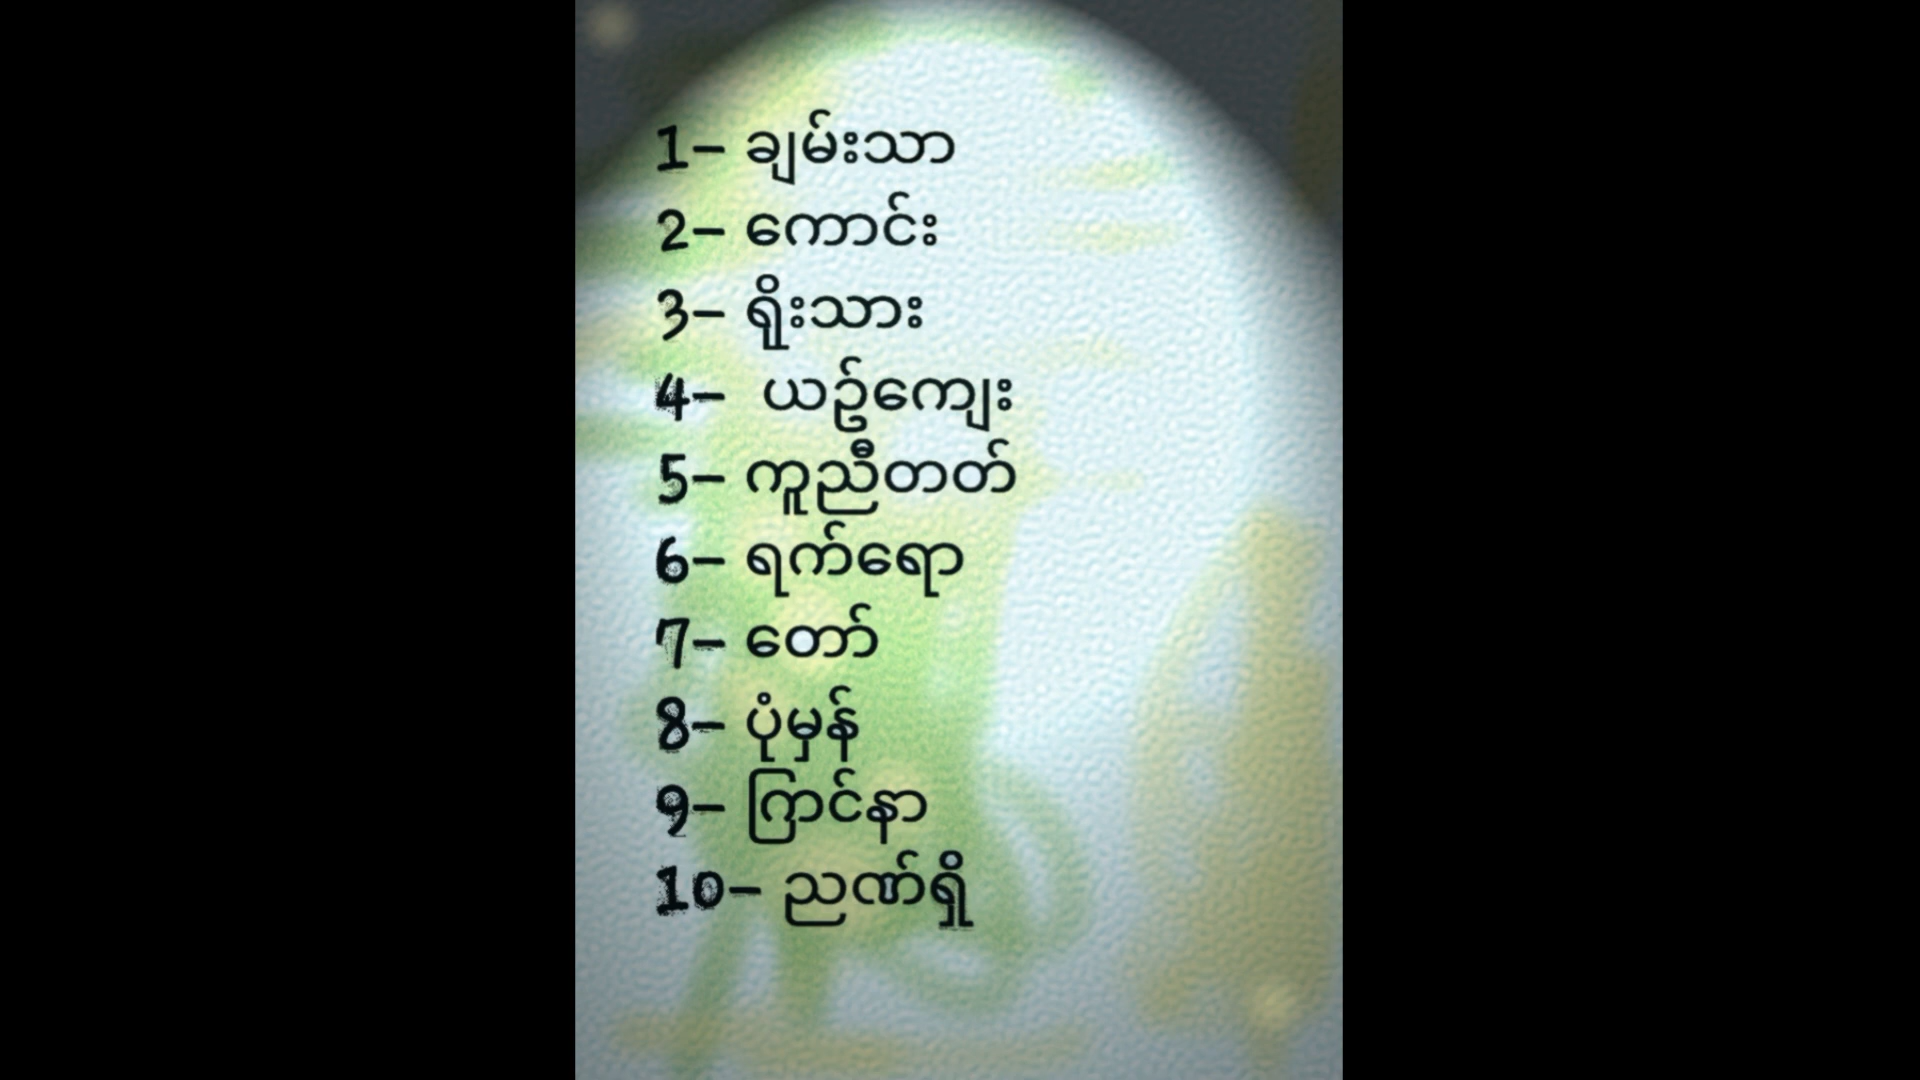 1- ချမ်းသာ
2- ကောင်း
3- ရိုးသား
4- ယဥ်ကျေး
5- ကူညီတတ်
6- ရက်ရော
7- တော်
8- ပုံမှန်
9- ကြင်နာ
10- ညဏ်ရှိ